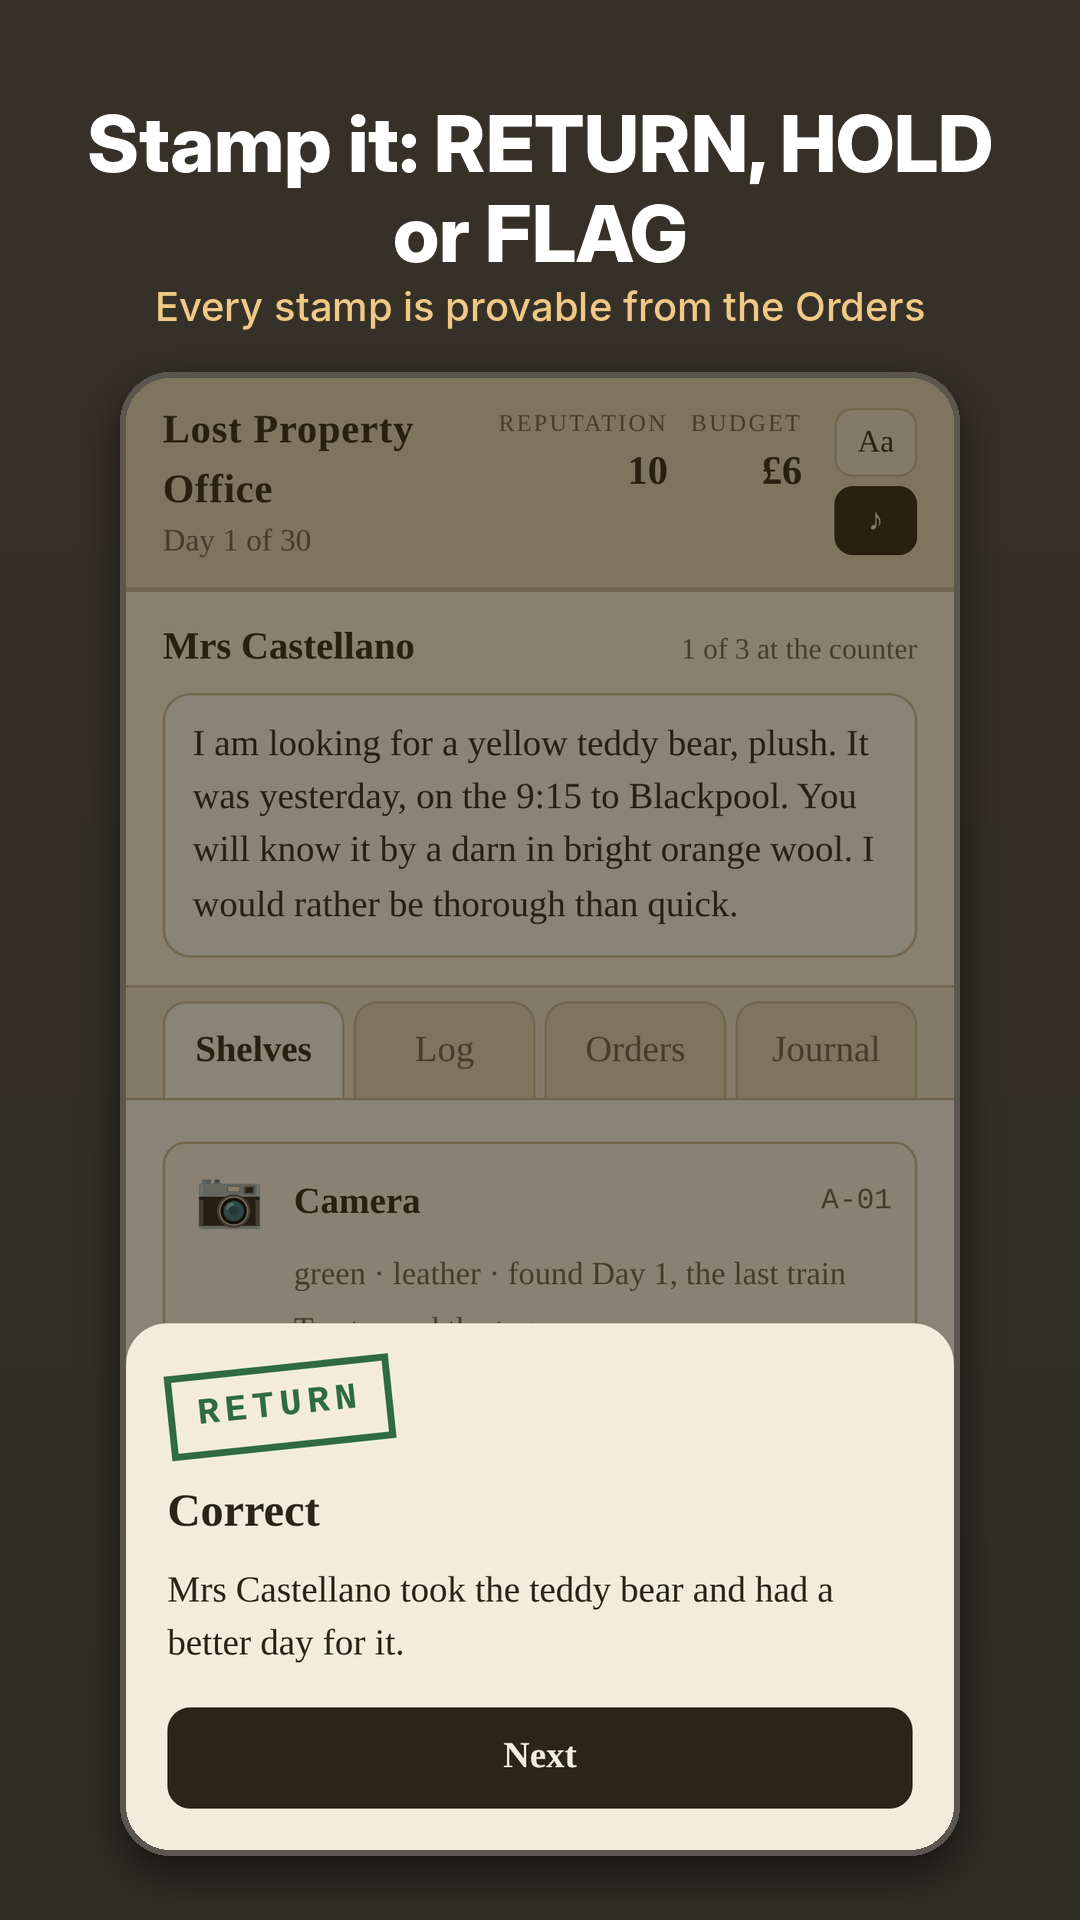 Stamp it: RETURN, HOLD
or FLAG
Every stamp is provable from the Orders
Lost Property
Office
Day 1 of 30
REPUTATION
10
BUDGET
£6
Aa
♪
Mrs Castellano
1 of 3 at the counter
I am looking for a yellow teddy bear, plush. It
was yesterday, on the 9:15 to Blackpool. You
will know it by a darn in bright orange wool. I
would rather be thorough than quick.
Shelves
Log
Orders
Journal
Camera
A-01
green · leather · found Day 1, the last train
RETURN
Correct
Mrs Castellano took the teddy bear and had a
better day for it.
Next